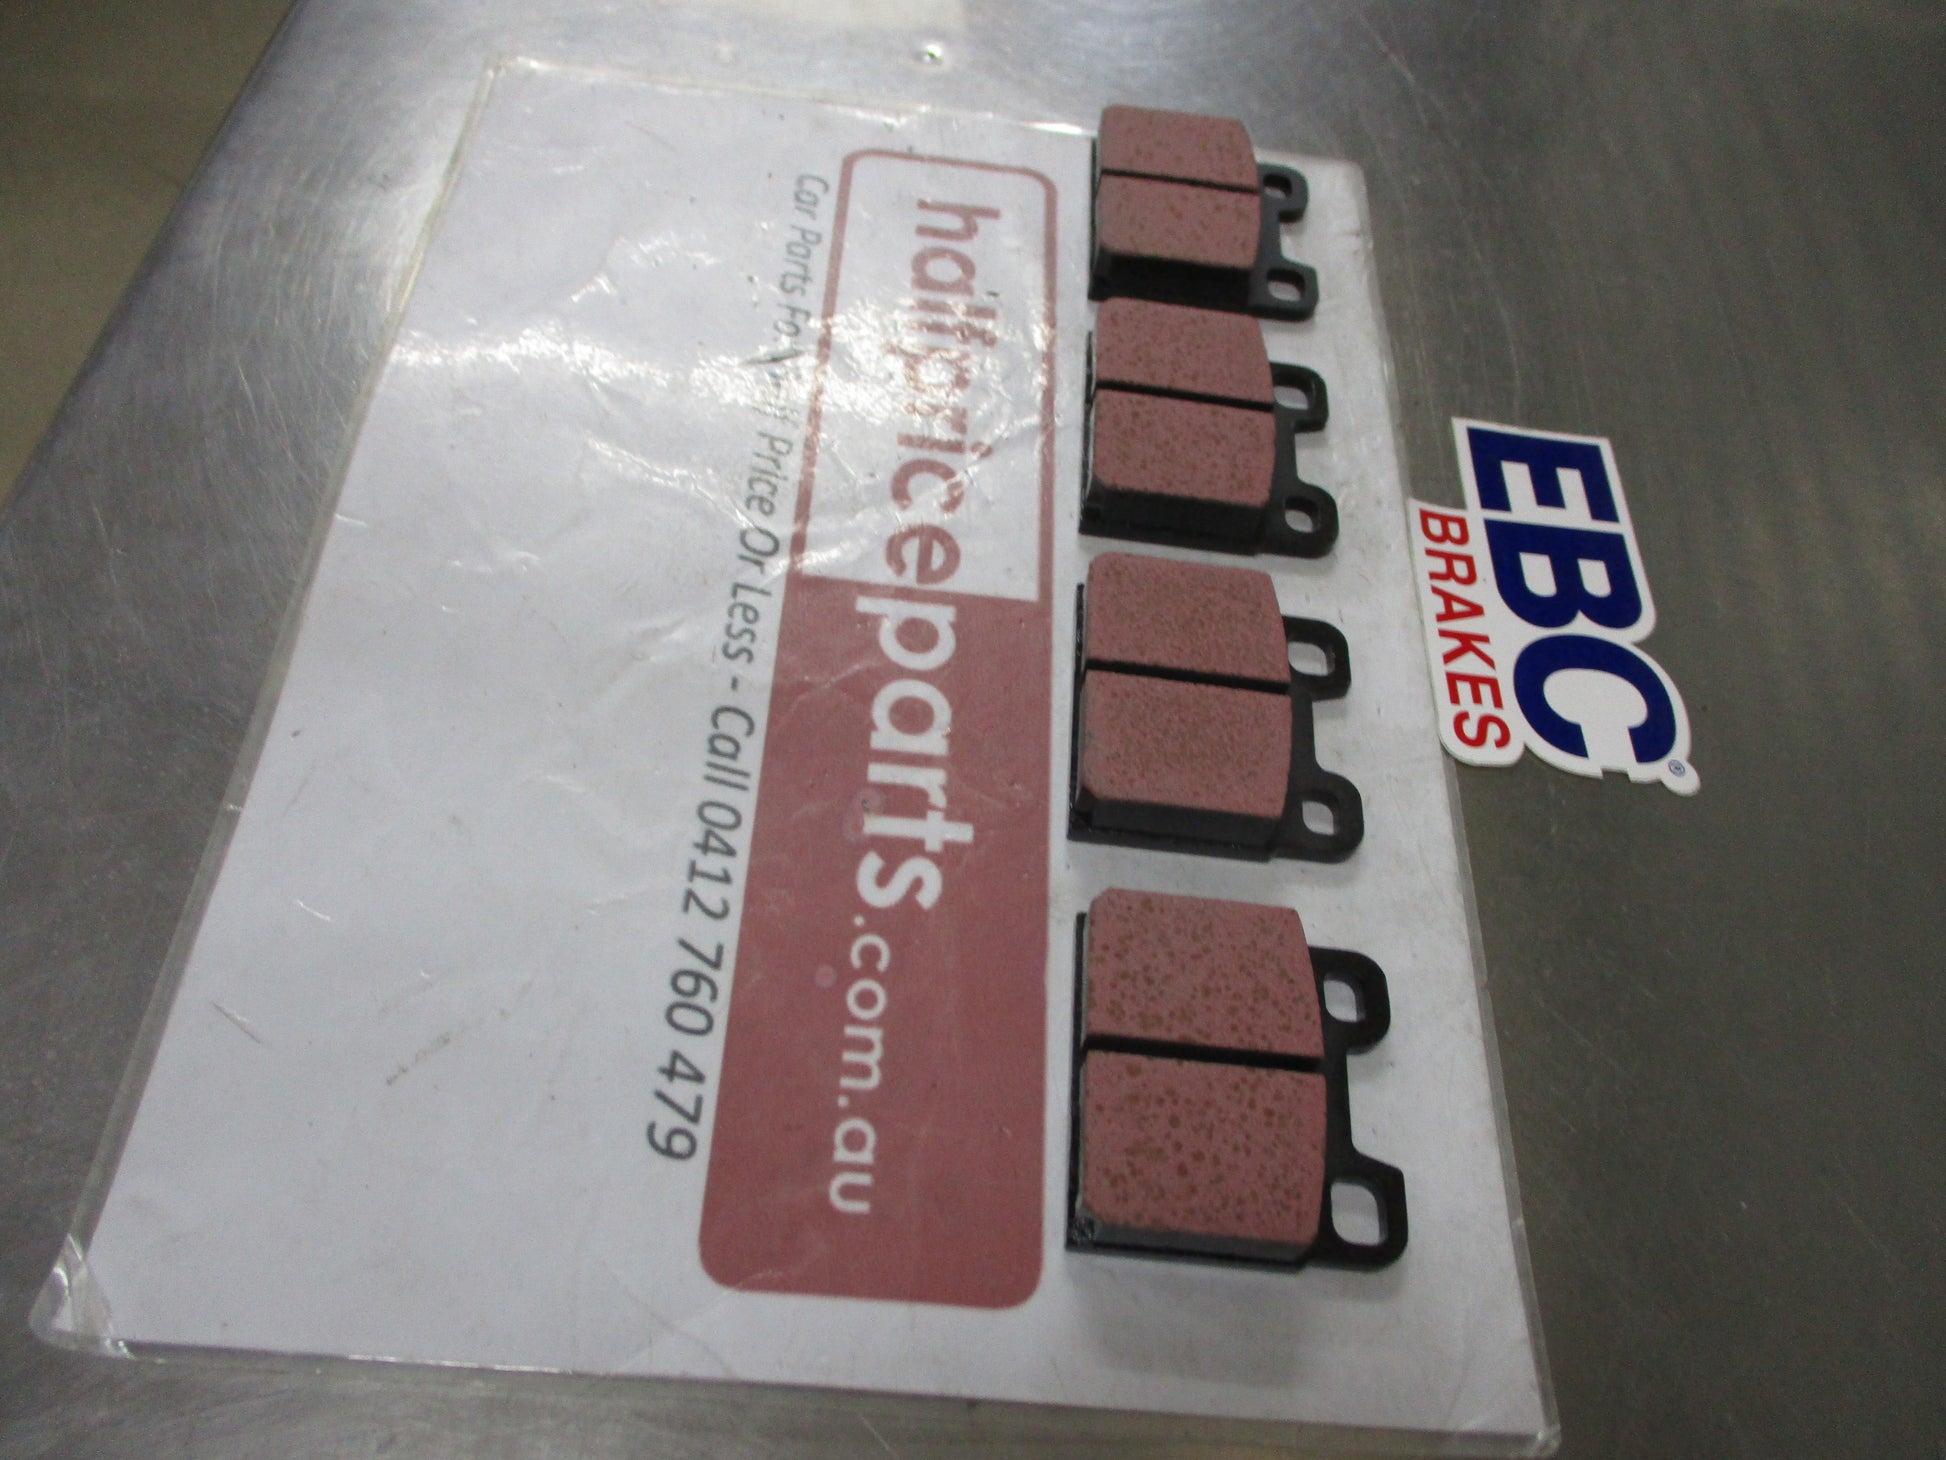 halfpriceparts.com.au
Car Parts For Half Price Or Less - Call 0412 760 479
EBC®
BRAKES